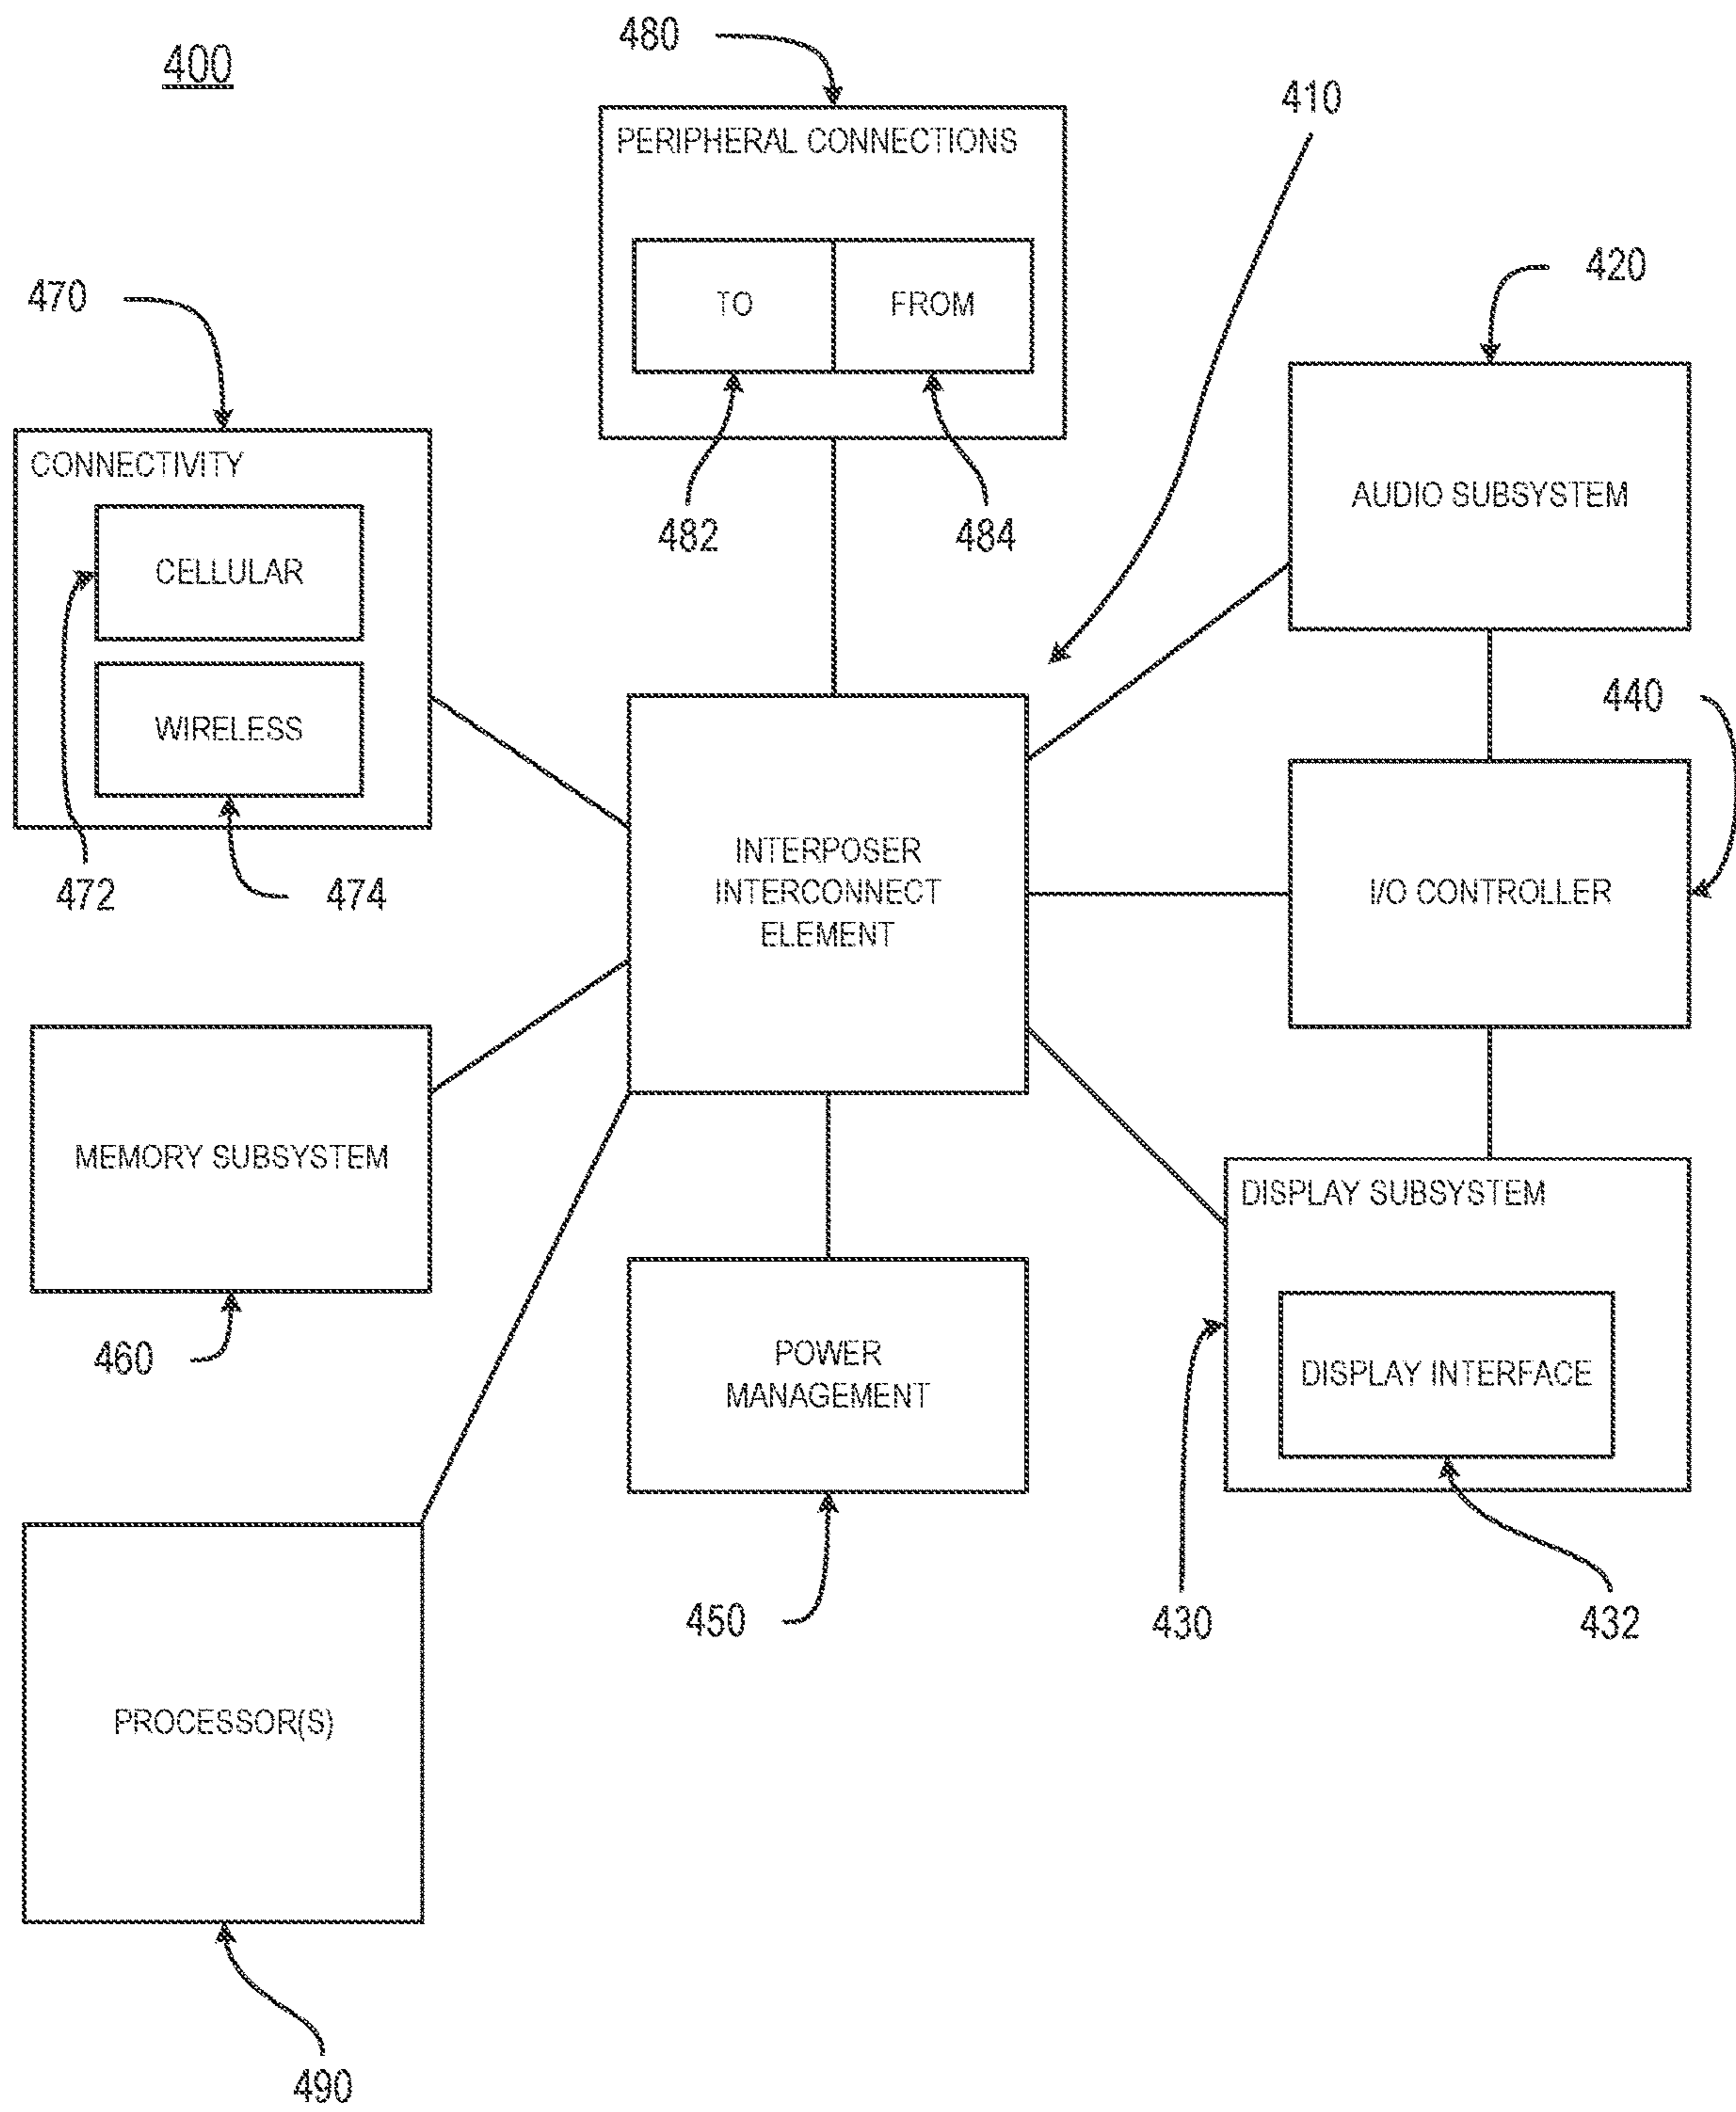 480
400
410
PERIPHERAL CONNECTIONS
420
470
TO
FROM
CONNECTIVITY
AUDIO SUBSYSTEM
482
484
CELLULAR
440
WIRELESS
INTERPOSER
INTERCONNECT
ELEMENT
I/O CONTROLLER
472
474
MEMORY SUBSYSTEM
DISPLAY SUBSYSTEM
460
POWER
MANAGEMENT
DISPLAY INTERFACE
450
430
432
PROCESSOR(S)
490